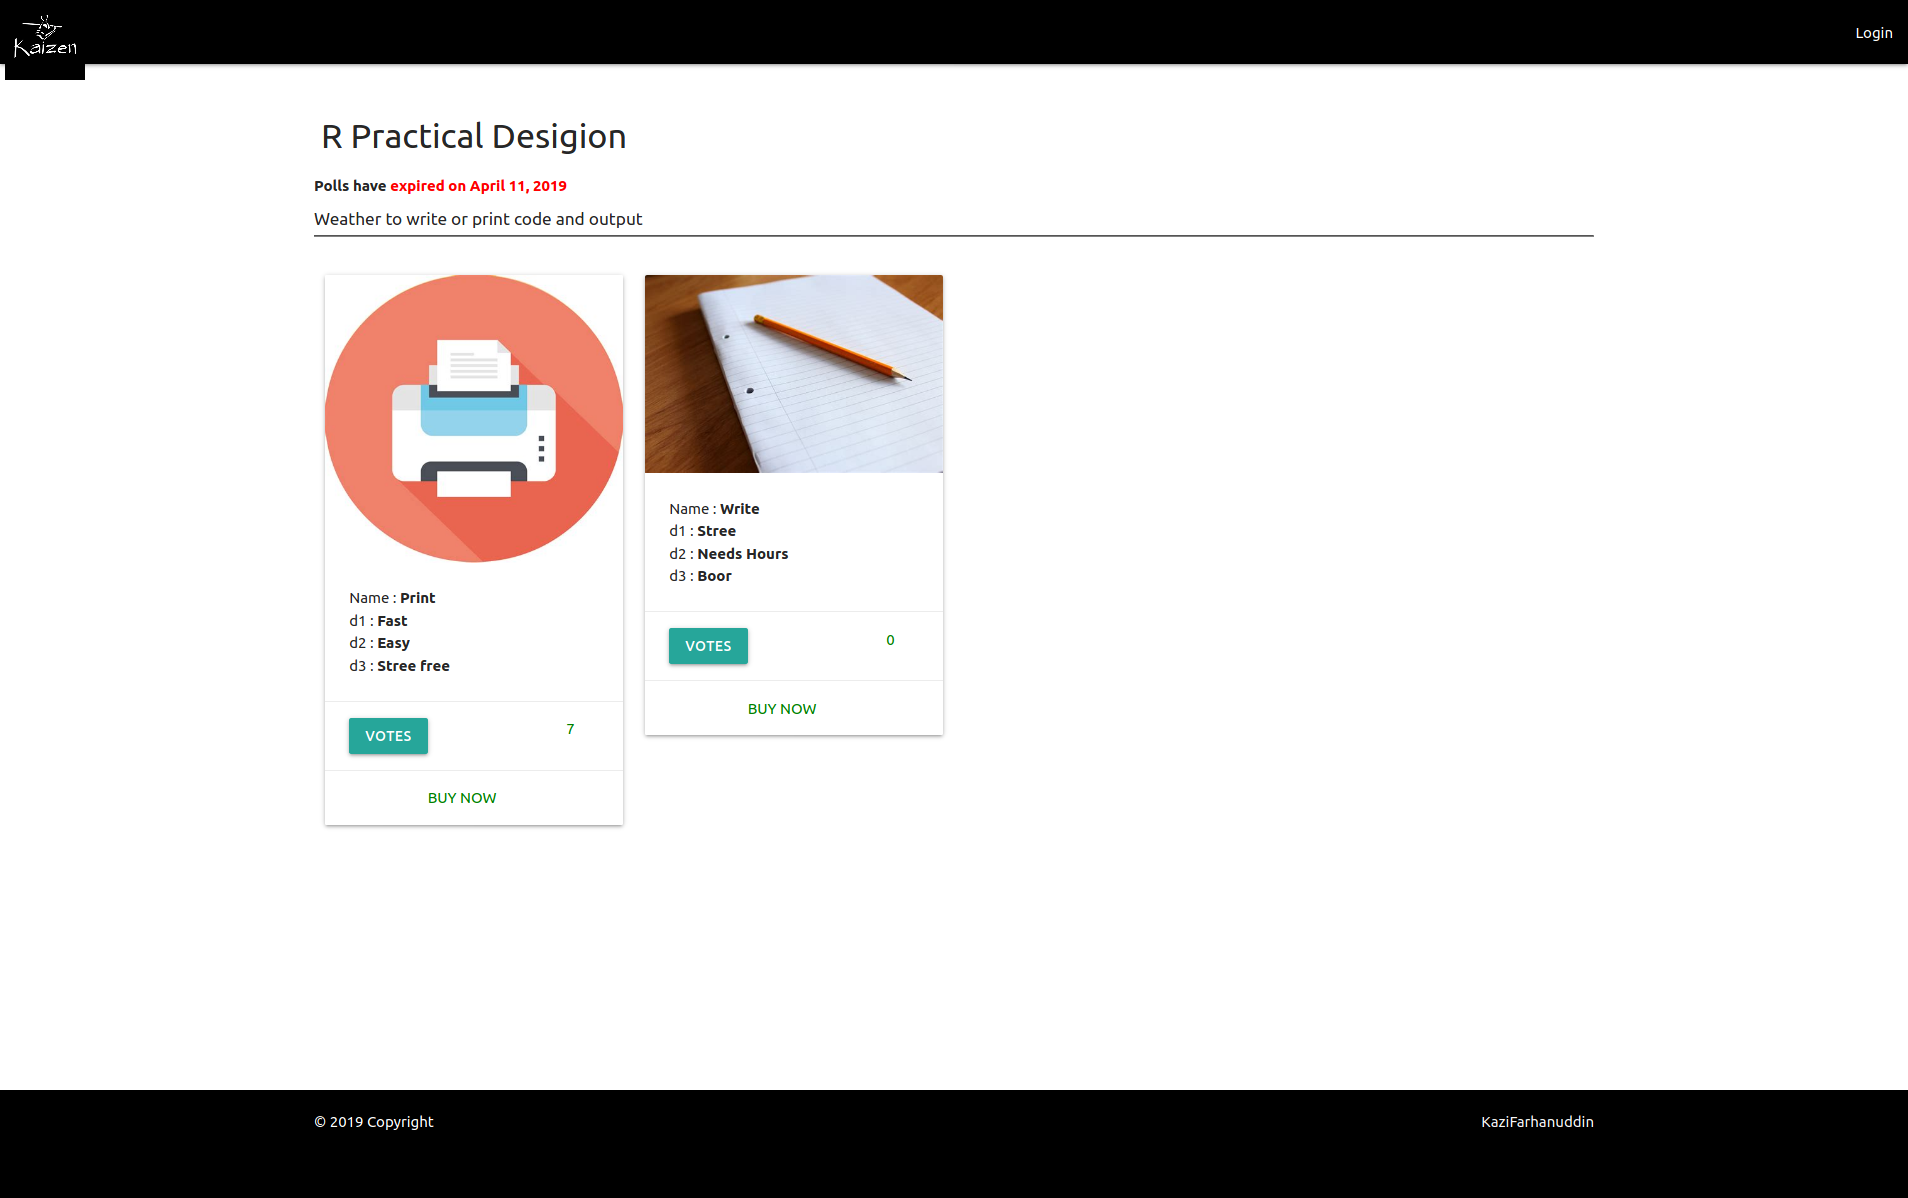 Kaizen
Login
R Practical Desigion
Polls have expired on April 11, 2019
Weather to write or print code and output
Name : Print
d1 : Fast
d2 : Easy
d3 : Stree free
VOTES 7
BUY NOW
Name : Write
d1 : Stree
d2 : Needs Hours
d3 : Boor
VOTES 0
BUY NOW
© 2019 Copyright
KaziFarhanuddin